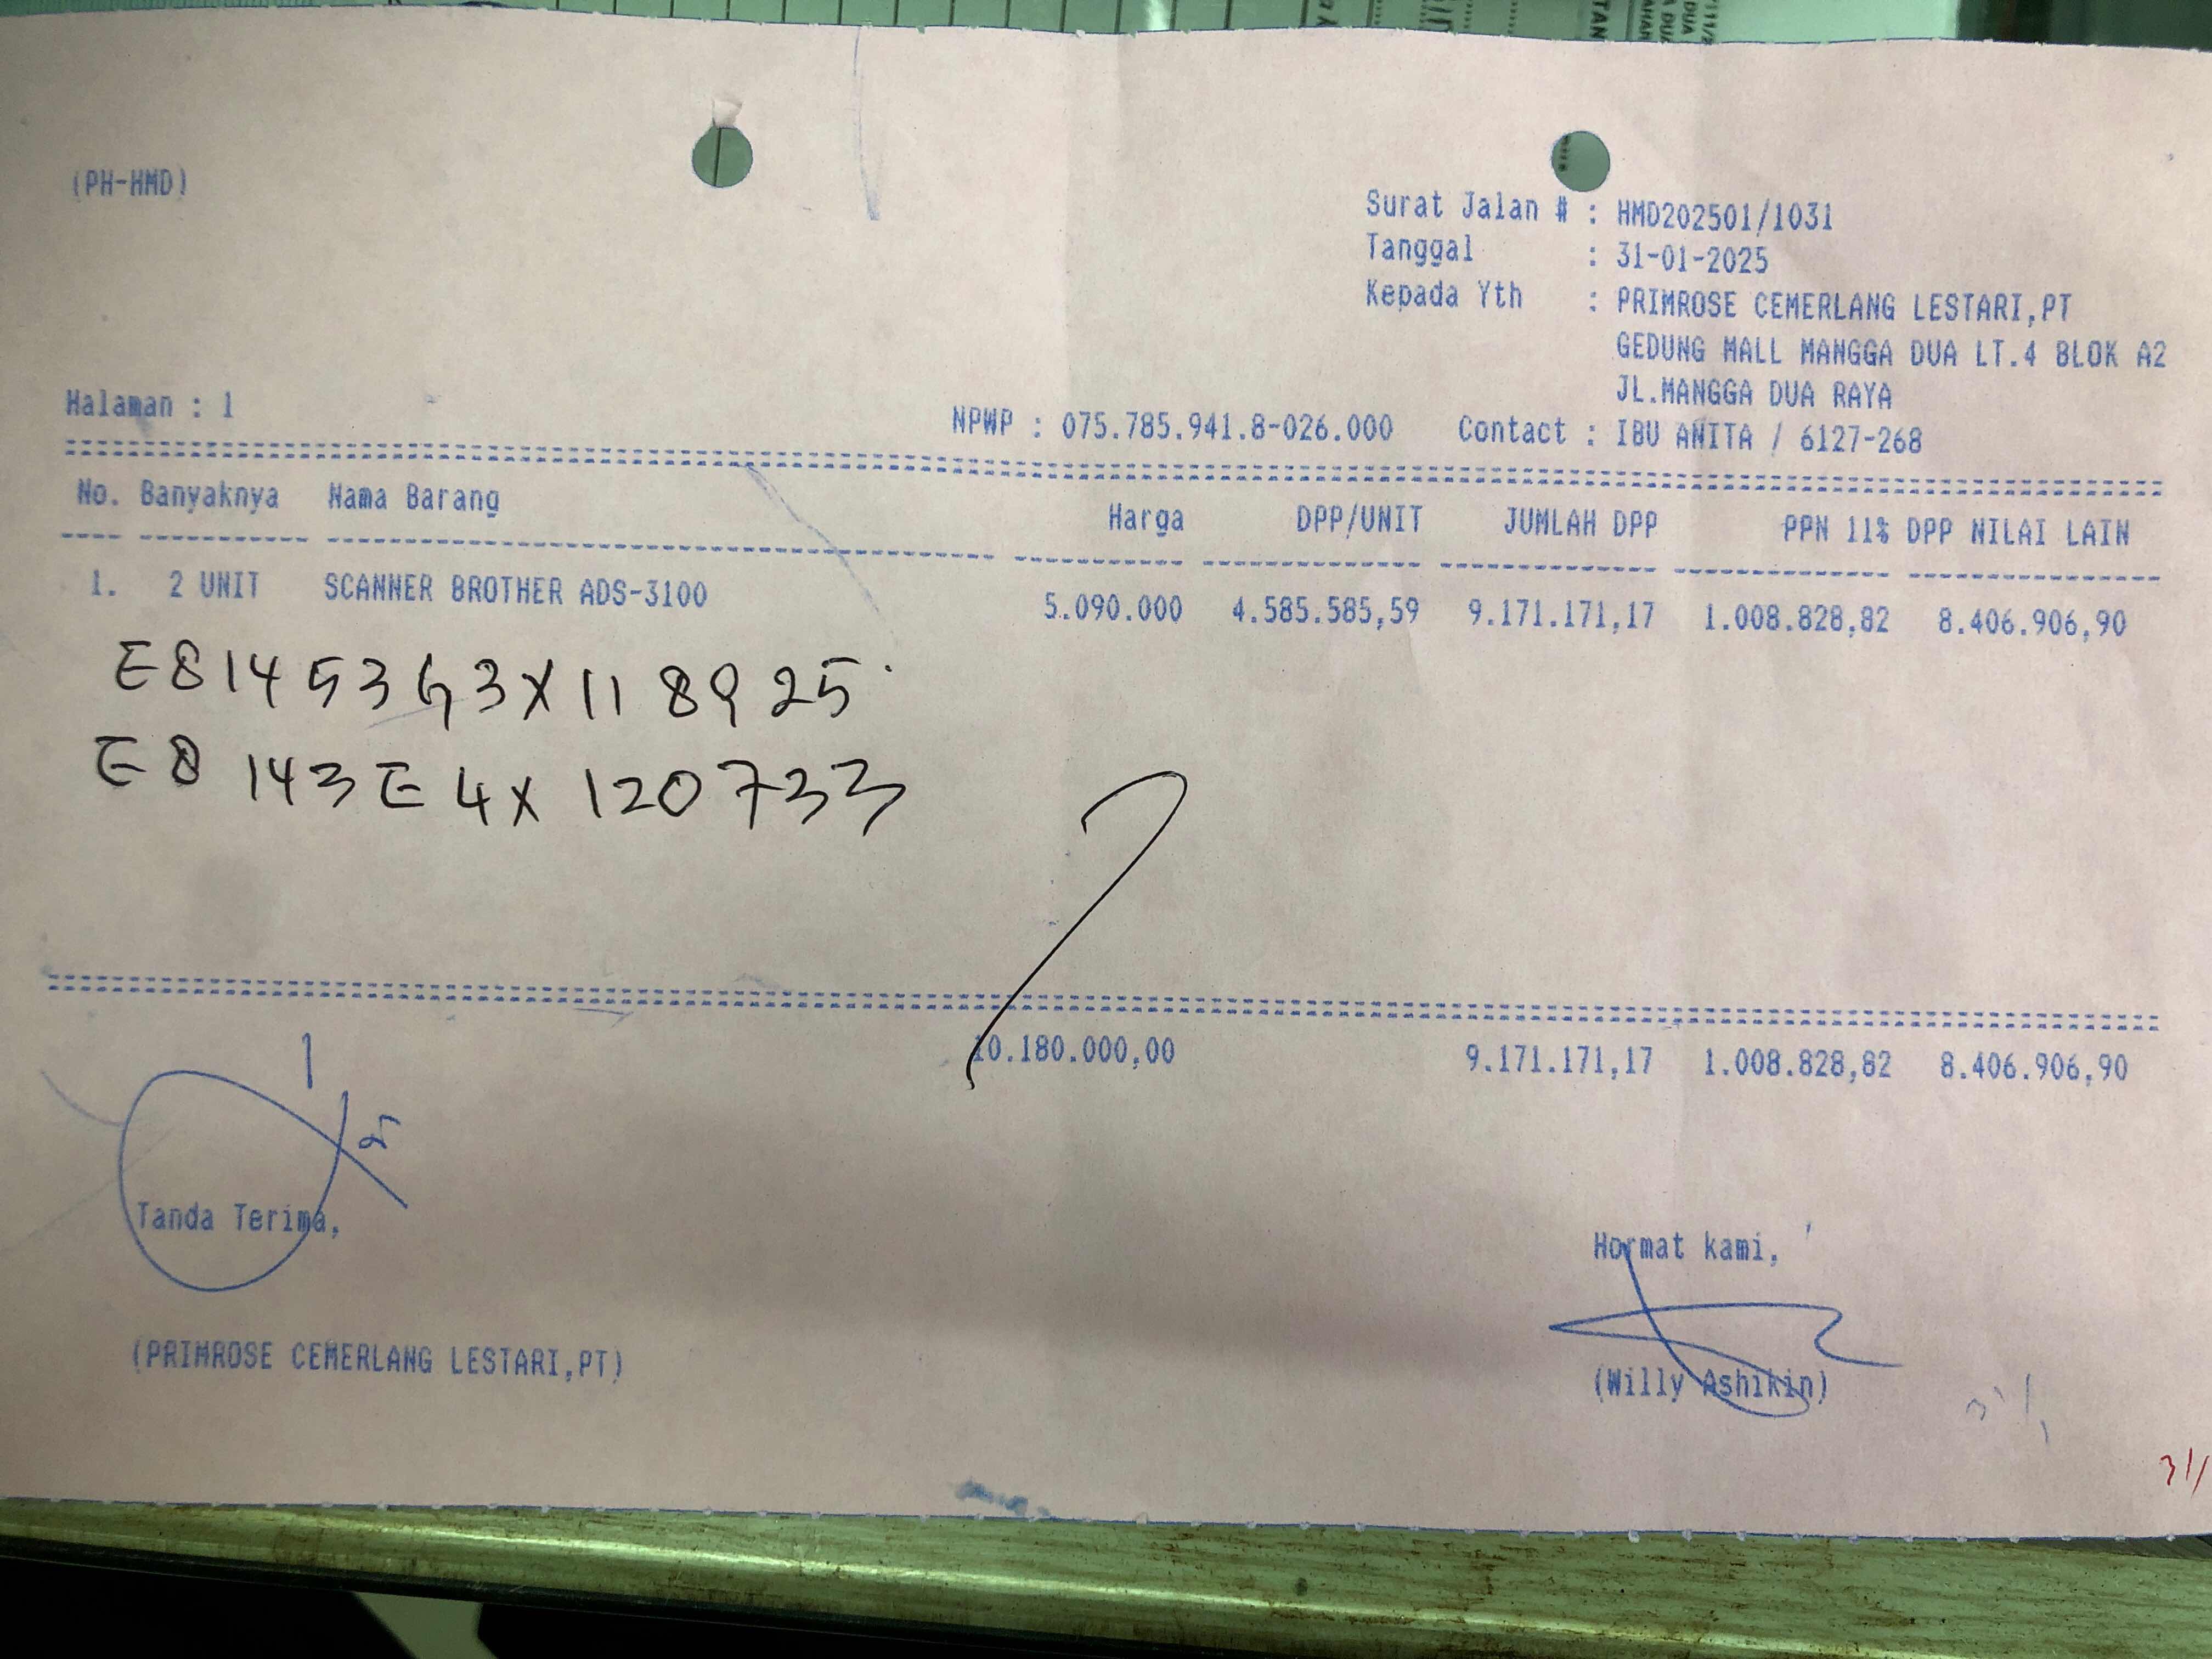 (PH-HMD)
Surat Jalan # : HMD202501/1031
Tanggal : 31-01-2025
Kepada Yth : PRIMROSE CEMERLANG LESTARI,PT
GEDUNG MALL MANGGA DUA LT.4 BLOK A2
JL.MANGGA DUA RAYA
Halaman : 1 NPWP : 075.785.941.8-026.000 Contact : IBU ANITA / 6127-268
No. Banyaknya Nama Barang Harga DPP/UNIT JUMLAH DPP PPN 11% DPP NILAI LAIN
1. 2 UNIT SCANNER BROTHER ADS-3100 5.090.000 4.585.585,59 9.171.171,17 1.008.828,82 8.406.906,90
E8 143E4X120733
10.180.000,00 9.171.171,17 1.008.828,82 8.406.906,90
Tanda Terima,
Hormat kami,
(PRIMROSE CEMERLANG LESTARI,PT)
(Willy Ashikin)
31/